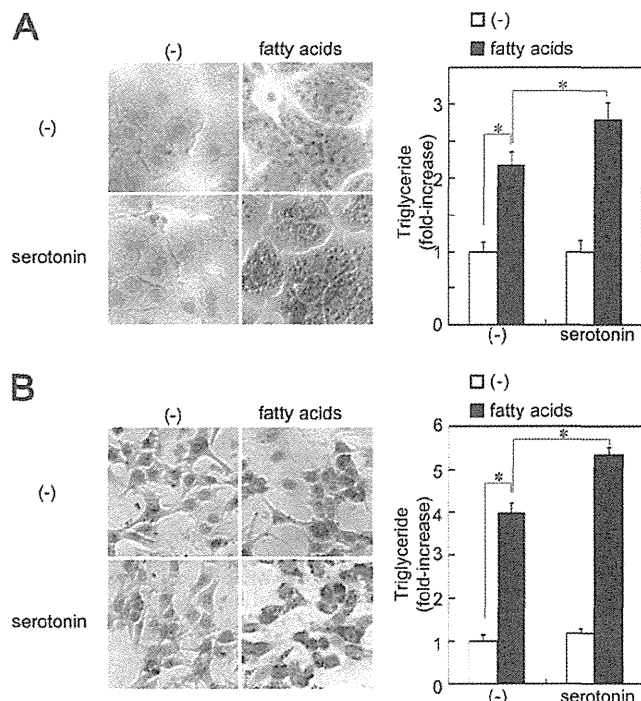 A
(-) fatty acids
(-)
serotonin
(-)
fatty acids
Triglyceride
(fold-increase)
3
2
1
0
*
*
(-) serotonin
B
(-) fatty acids
(-)
serotonin
(-)
fatty acids
Triglyceride
(fold-increase)
6
5
4
3
2
1
0
*
*
(-) serotonin